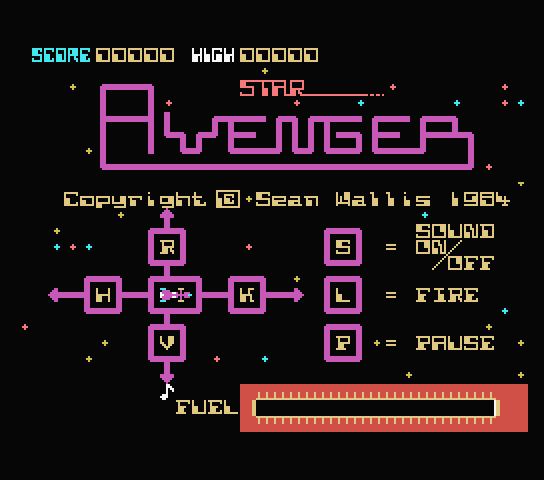 SCORE 00000 HIGH 00000
STAR
AVENGER
Copyright © Sean Wallis 1984
R
S = SOUND ON/OFF
H K L = FIRE
V P = PAUSE
FUEL